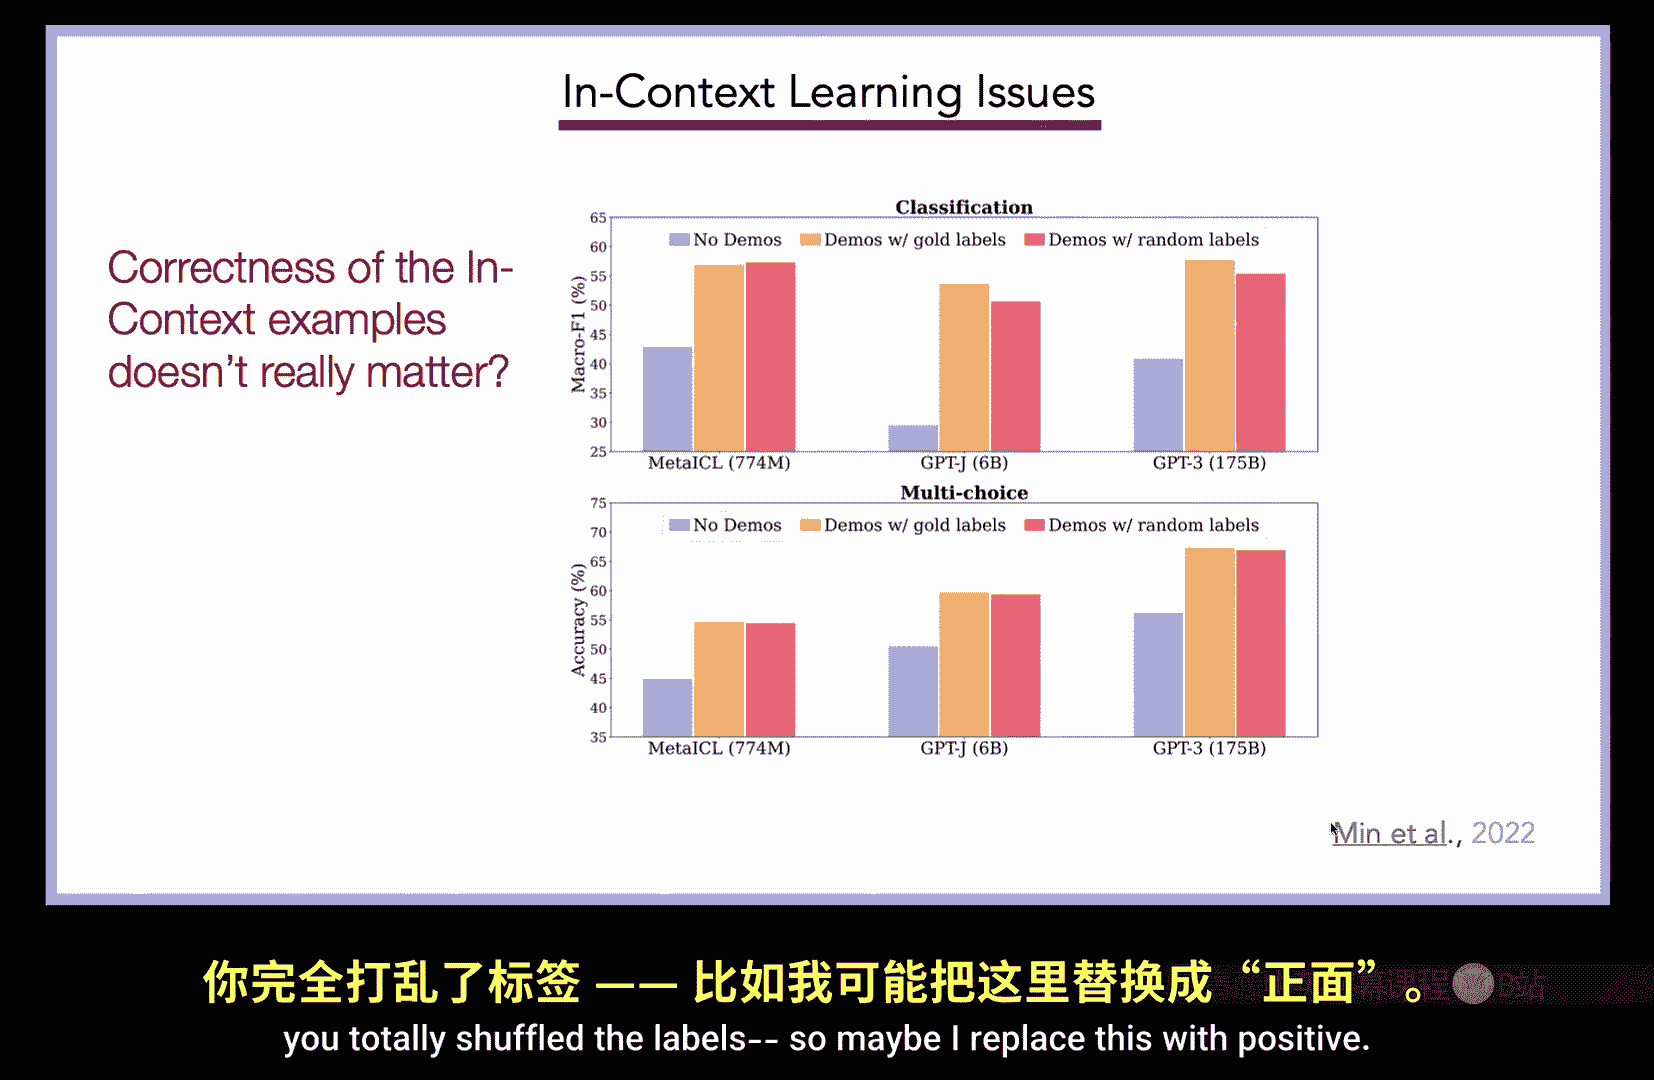 In-Context Learning Issues
Correctness of the In-
Context examples
doesn't really matter?
Classification
No Demos
Demos w/ gold labels
Demos w/ random labels
Macro-F1 (%)
65
60
55
50
45
40
35
30
25
MetaICL (774M)
GPT-J (6B)
GPT-3 (175B)
Multi-choice
No Demos
Demos w/ gold labels
Demos w/ random labels
Accuracy (%)
75
70
65
60
55
50
45
40
35
MetaICL (774M)
GPT-J (6B)
GPT-3 (175B)
Min et al., 2022
你完全打乱了标签 —— 比如我可能把这里替换成“正面”。
B站
you totally shuffled the labels-- so maybe I replace this with positive.